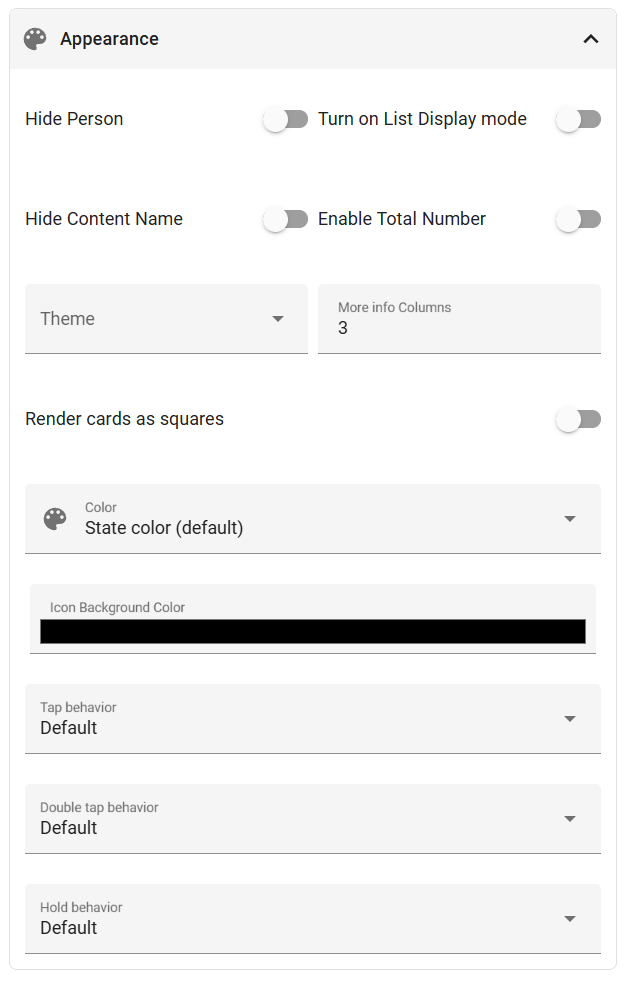 Appearance
Hide Person
Turn on List Display mode
Hide Content Name
Enable Total Number
Theme
More info Columns
3
Render cards as squares
Color
State color (default)
Icon Background Color
Tap behavior
Default
Double tap behavior
Default
Hold behavior
Default